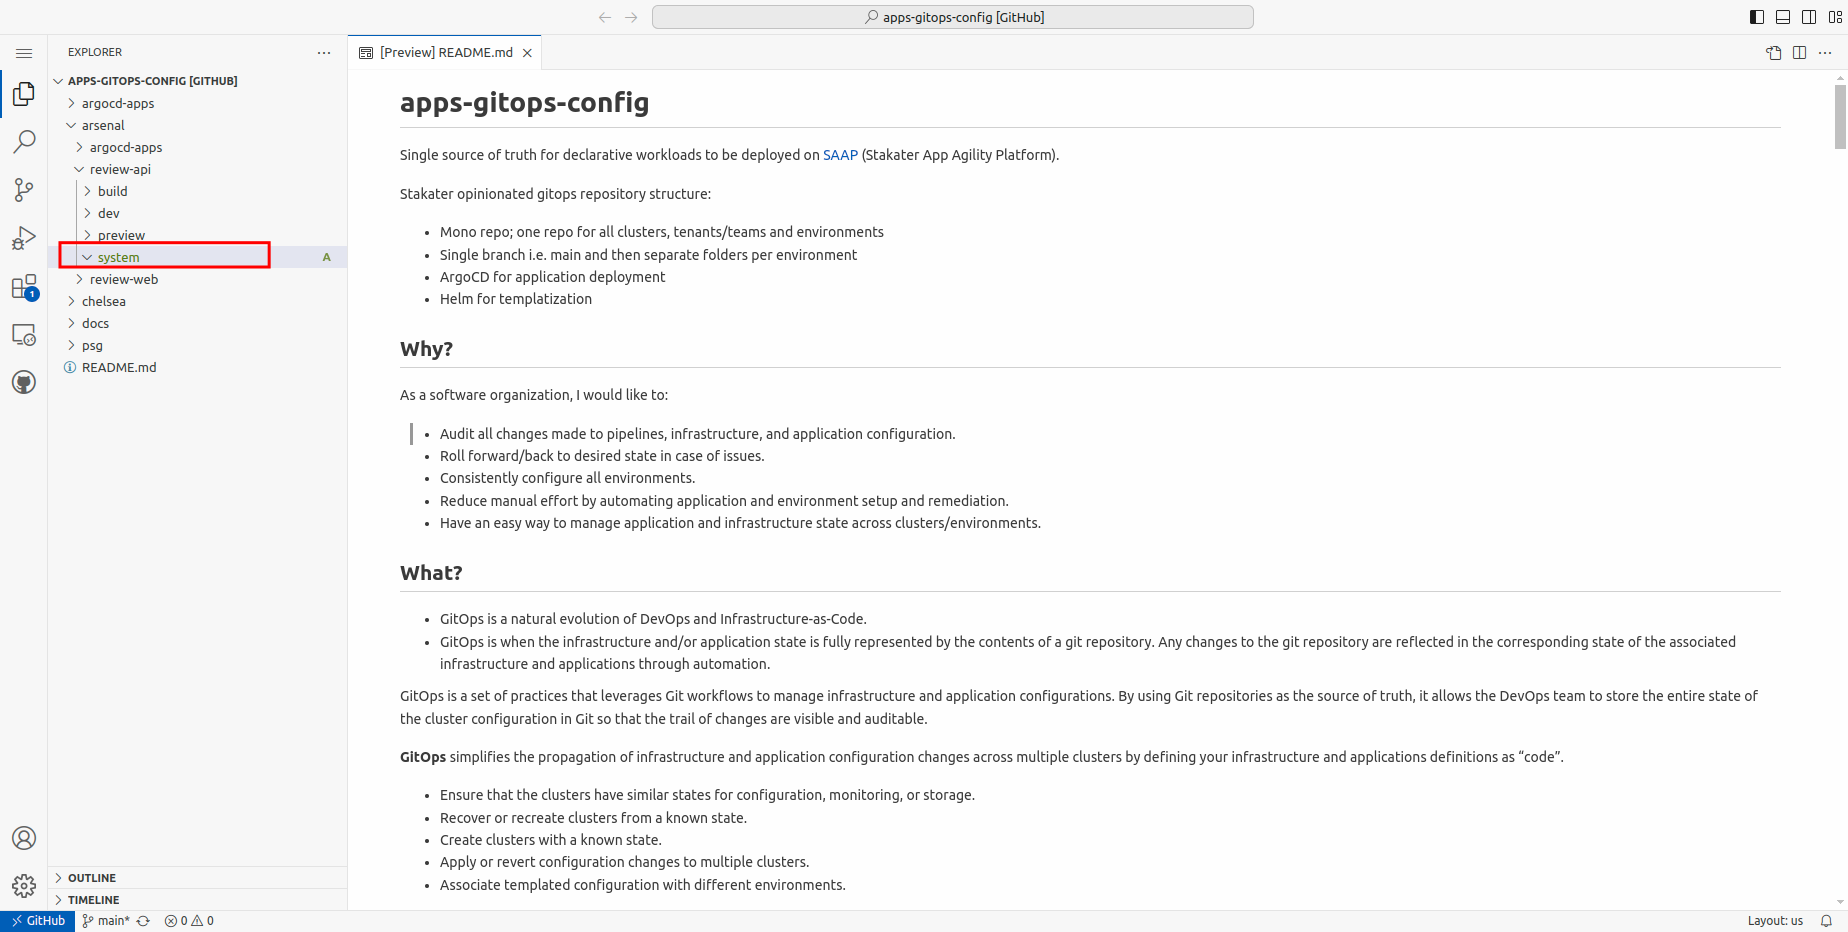 apps-gitops-config [GitHub]
EXPLORER
APPS-GITOPS-CONFIG [GITHUB]
argocd-apps
arsenal
argocd-apps
review-api
build
dev
preview
system A
review-web
chelsea
docs
psg
README.md
1
OUTLINE
TIMELINE
[Preview] README.md
apps-gitops-config
Single source of truth for declarative workloads to be deployed on SAAP (Stakater App Agility Platform).
Stakater opinionated gitops repository structure:
• Mono repo; one repo for all clusters, tenants/teams and environments
• Single branch i.e. main and then separate folders per environment
• ArgoCD for application deployment
• Helm for templatization
Why?
As a software organization, I would like to:
• Audit all changes made to pipelines, infrastructure, and application configuration.
• Roll forward/back to desired state in case of issues.
• Consistently configure all environments.
• Reduce manual effort by automating application and environment setup and remediation.
• Have an easy way to manage application and infrastructure state across clusters/environments.
What?
• GitOps is a natural evolution of DevOps and Infrastructure-as-Code.
• GitOps is when the infrastructure and/or application state is fully represented by the contents of a git repository. Any changes to the git repository are reflected in the corresponding state of the associated
infrastructure and applications through automation.
GitOps is a set of practices that leverages Git workflows to manage infrastructure and application configurations. By using Git repositories as the source of truth, it allows the DevOps team to store the entire state of
the cluster configuration in Git so that the trail of changes are visible and auditable.
GitOps simplifies the propagation of infrastructure and application configuration changes across multiple clusters by defining your infrastructure and applications definitions as “code”.
• Ensure that the clusters have similar states for configuration, monitoring, or storage.
• Recover or recreate clusters from a known state.
• Create clusters with a known state.
• Apply or revert configuration changes to multiple clusters.
• Associate templated configuration with different environments.
GitHub main* 0 0 Layout: us